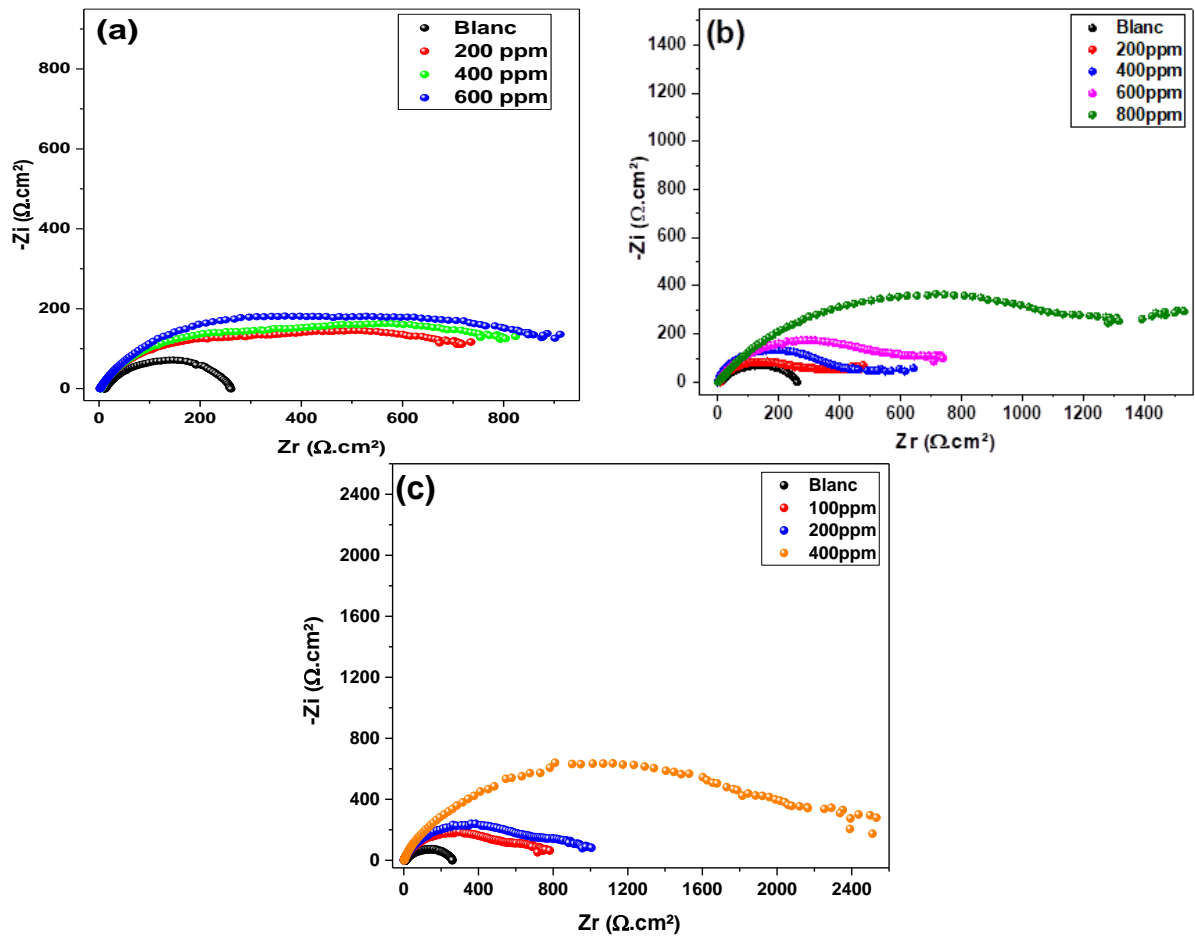 (a)
Blanc
200 ppm
400 ppm
600 ppm
800
600
400
200
0
-Zi (Ω.cm²)
0 200 400 600 800
Zr (Ω.cm²)
(b)
Blanc
200ppm
400ppm
600ppm
800ppm
1400
1200
1000
800
600
400
200
0
-Zi (Ω.cm²)
0 200 400 600 800 1000 1200 1400
Zr (Ω.cm²)
(c)
Blanc
100ppm
200ppm
400ppm
2400
2000
1600
1200
800
400
0
-Zi (Ω.cm²)
0 400 800 1200 1600 2000 2400
Zr (Ω.cm²)